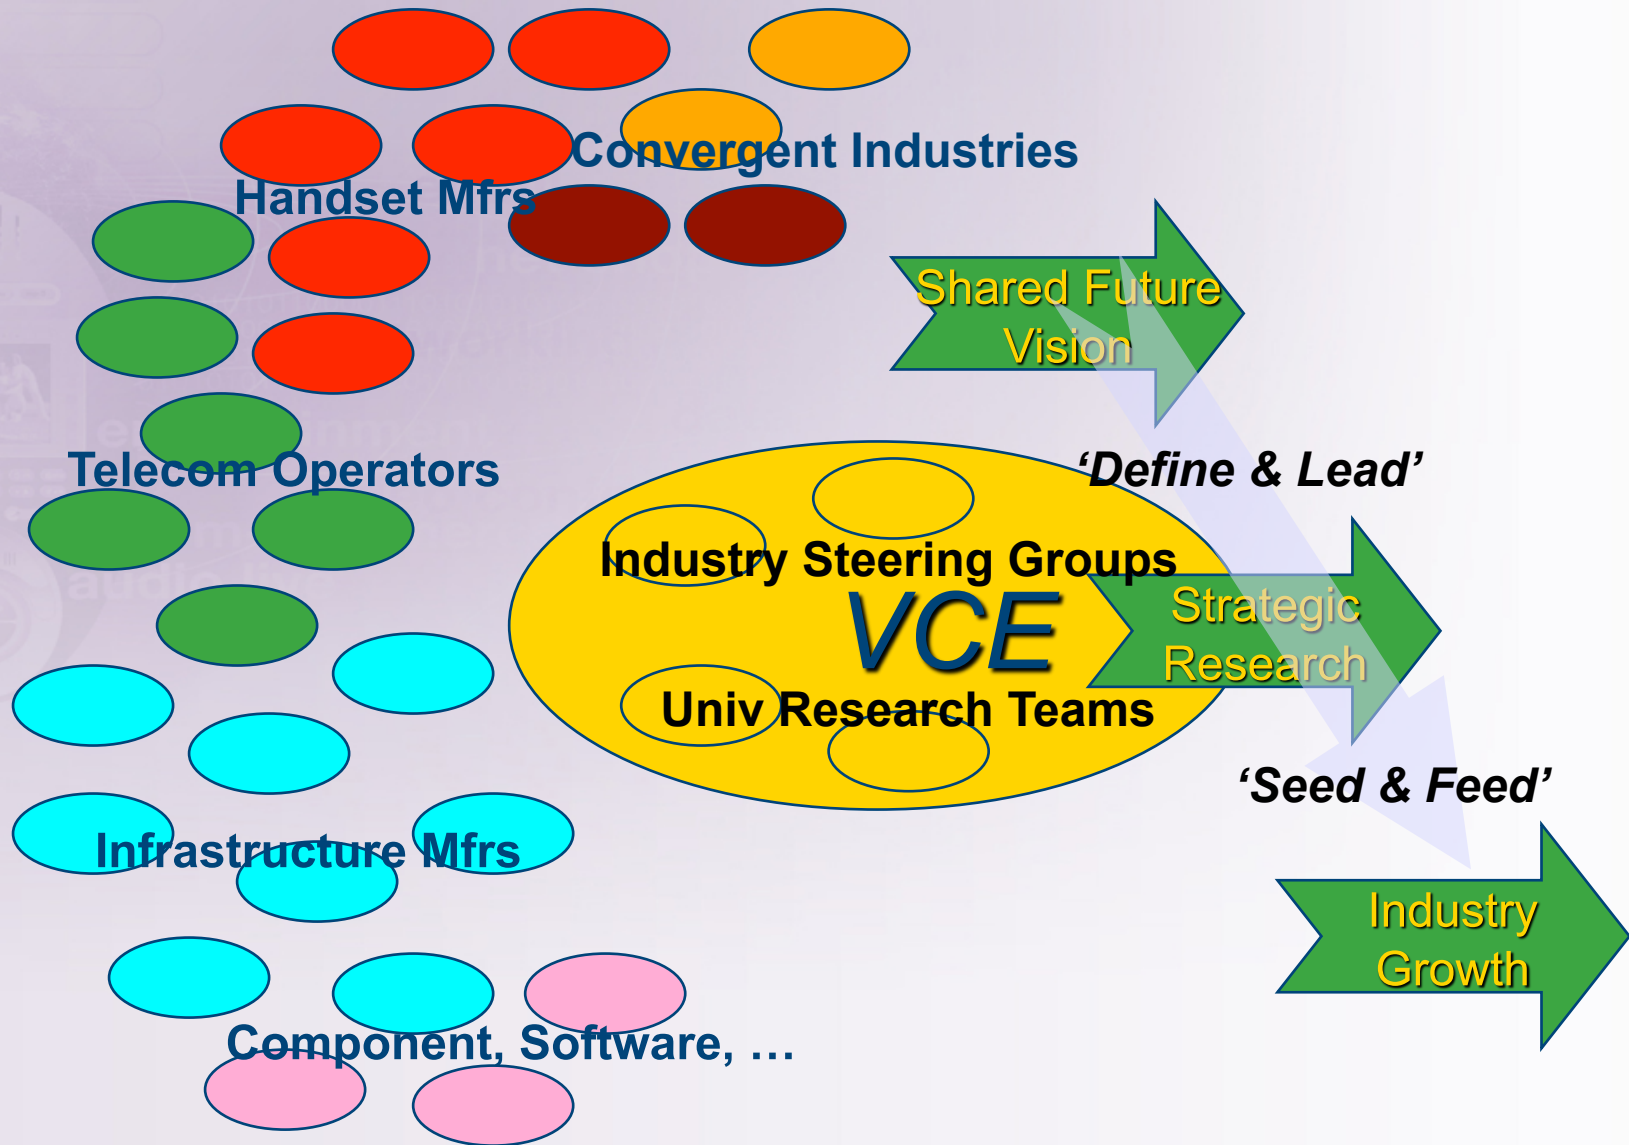 Convergent Industries
Handset Mfrs
Shared Future
Vision
Telecom Operators
‘Define & Lead’
Industry Steering Groups
VCE
Strategic
Research
Univ Research Teams
‘Seed & Feed’
Infrastructure Mfrs
Industry
Growth
Component, Software, …